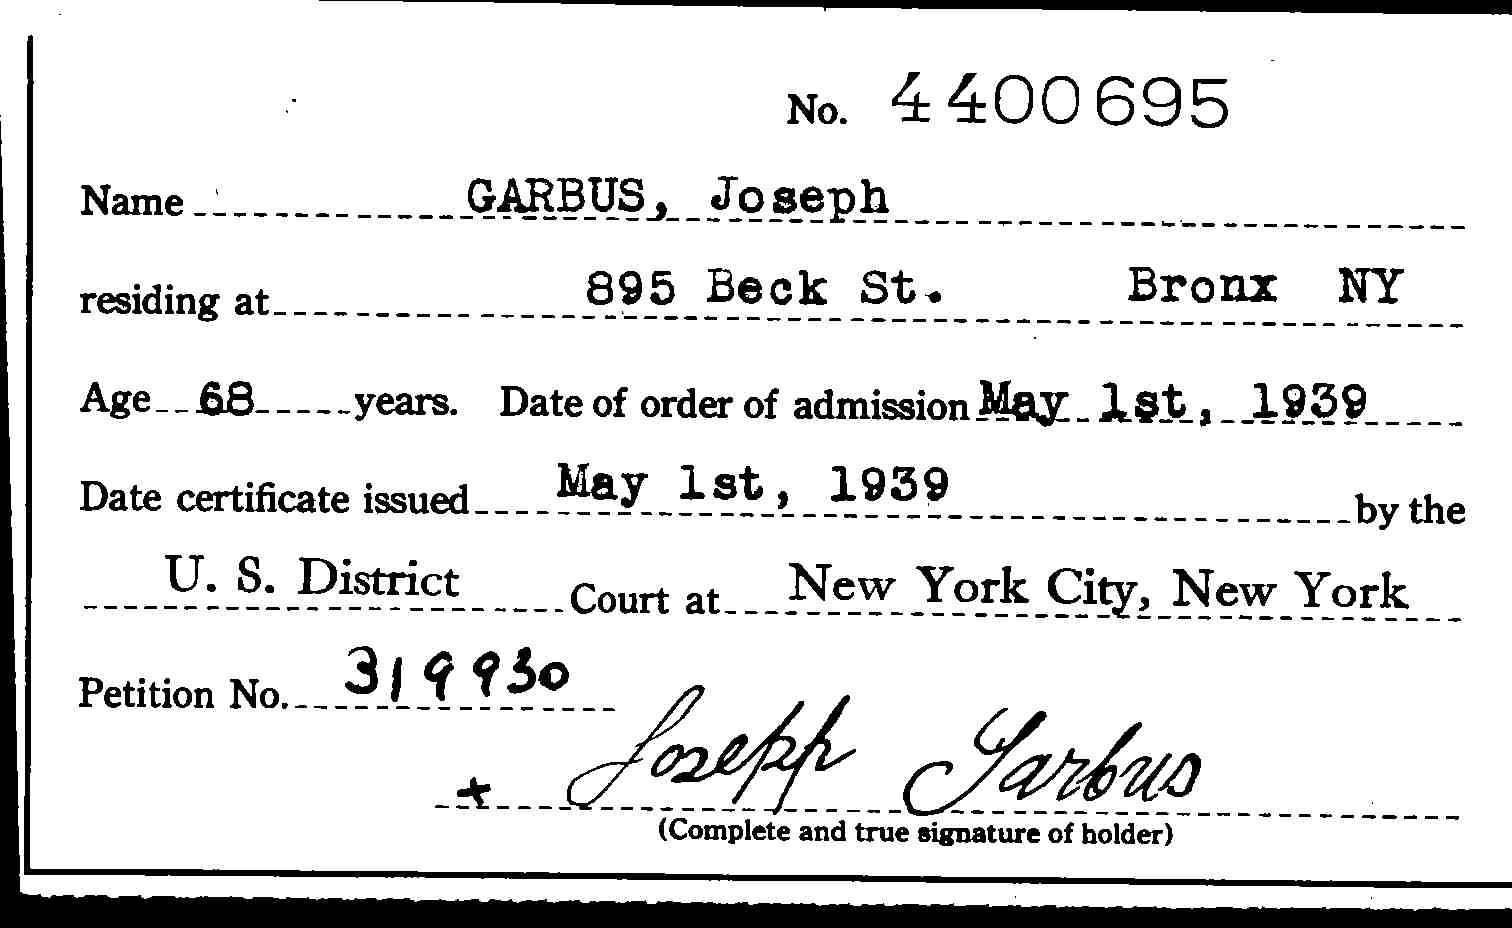 No. 4400695
Name GARBUS, Joseph
residing at 895 Beck St. Bronx NY
Age 68 years. Date of order of admission May 1st, 1939
Date certificate issued May 1st, 1939 by the
U. S. District Court at New York City, New York
Petition No. 319930
+ Joseph Garbus
(Complete and true signature of holder)